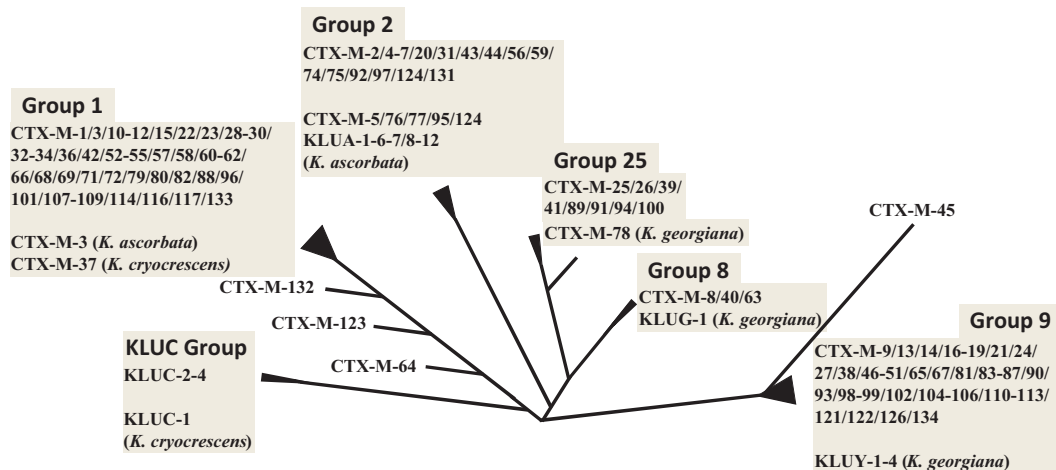 Group 2
CTX-M-2/4-7/20/31/43/44/56/59/
74/75/92/97/124/131
CTX-M-5/76/77/95/124
KLUA-1-6-7/8-12
(K. ascorbata)
Group 1
CTX-M-1/3/10-12/15/22/23/28-30/
32-34/36/42/52-55/57/58/60-62/
66/68/69/71/72/79/80/82/88/96/
101/107-109/114/116/117/133
CTX-M-3 (K. ascorbata)
CTX-M-37 (K. cryocrescens)
Group 25
CTX-M-25/26/39/
41/89/91/94/100
CTX-M-78 (K. georgiana)
CTX-M-45
Group 8
CTX-M-8/40/63
KLUG-1 (K. georgiana)
CTX-M-132
CTX-M-123
CTX-M-64
KLUC Group
KLUC-2-4
KLUC-1
(K. cryocrescens)
Group 9
CTX-M-9/13/14/16-19/21/24/
27/38/46-51/65/67/81/83-87/90/
93/98-99/102/104-106/110-113/
121/122/126/134
KLUY-1-4 (K. georgiana)